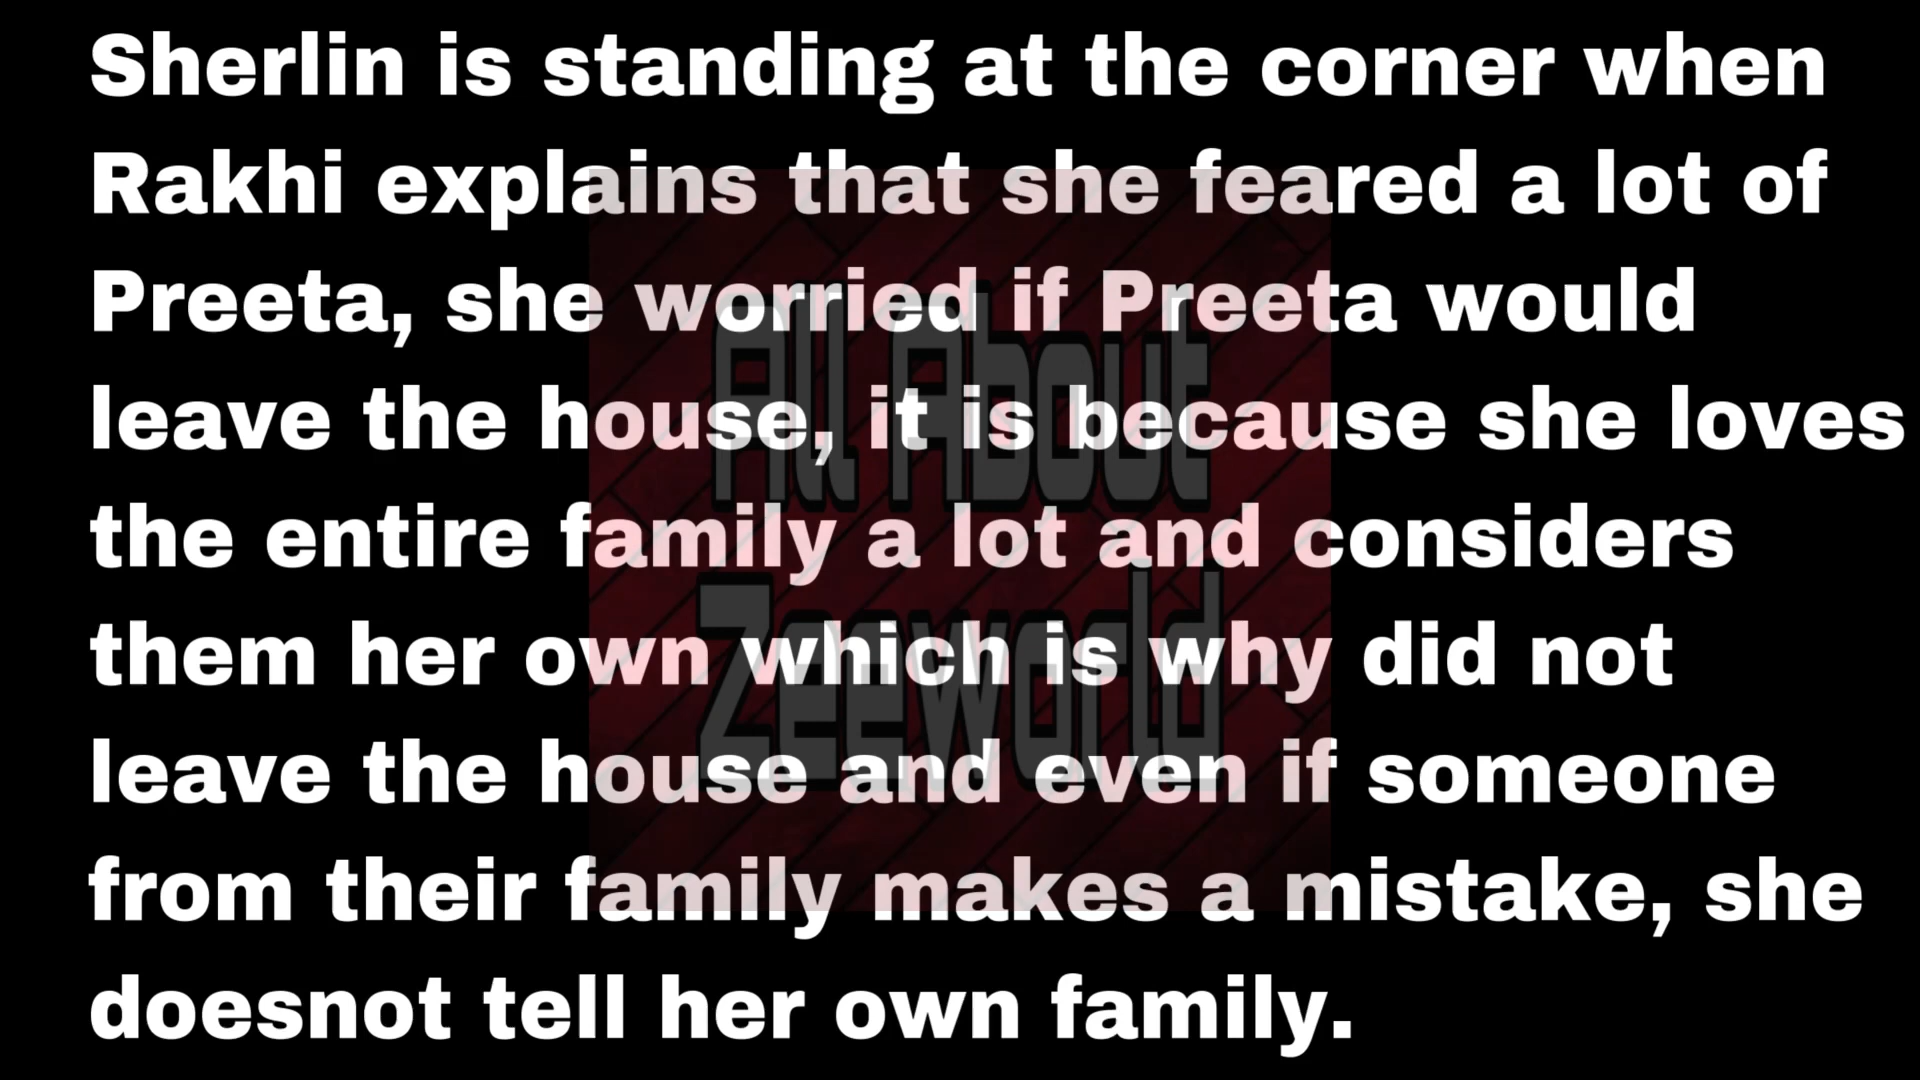 Sherlin is standing at the corner when
Rakhi explains that she feared a lot of
Preeta, she worried if Preeta would
leave the house, it is because she loves
the entire family a lot and considers
them her own which is why did not
leave the house and even if someone
from their family makes a mistake, she
doesnot tell her own family.
All About
Zeeworld